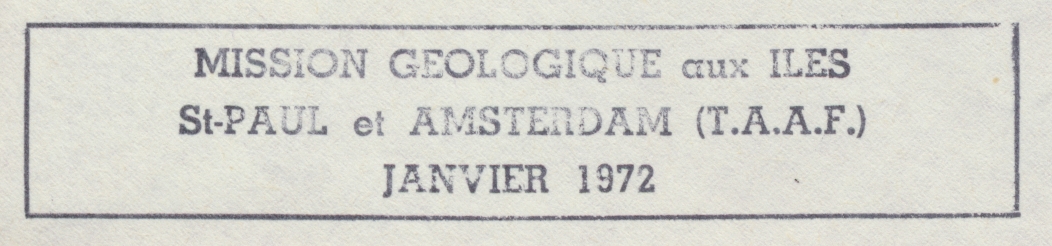 MISSION GEOLOGIQUE aux ILES
St-PAUL et AMSTERDAM (T.A.A.F.)
JANVIER 1972